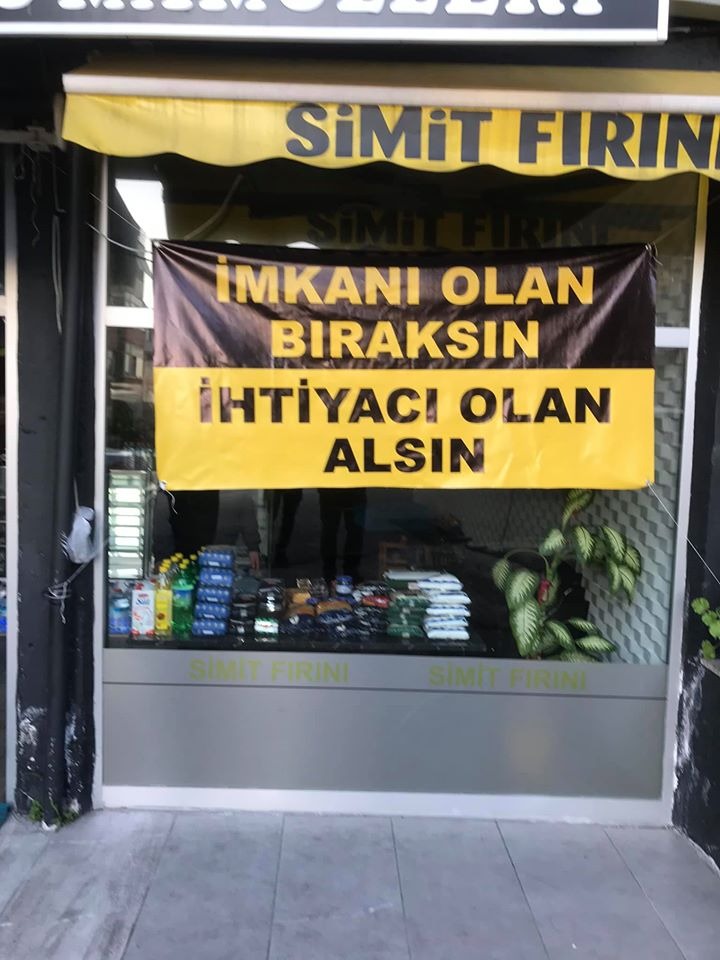 MAMULLERİ
SİMİT FIRINI
SİMİT FIRINI
İMKANI OLAN
BIRAKSIN
İHTİYACI OLAN
ALSIN
SİMİT FIRINI SİMİT FIRINI